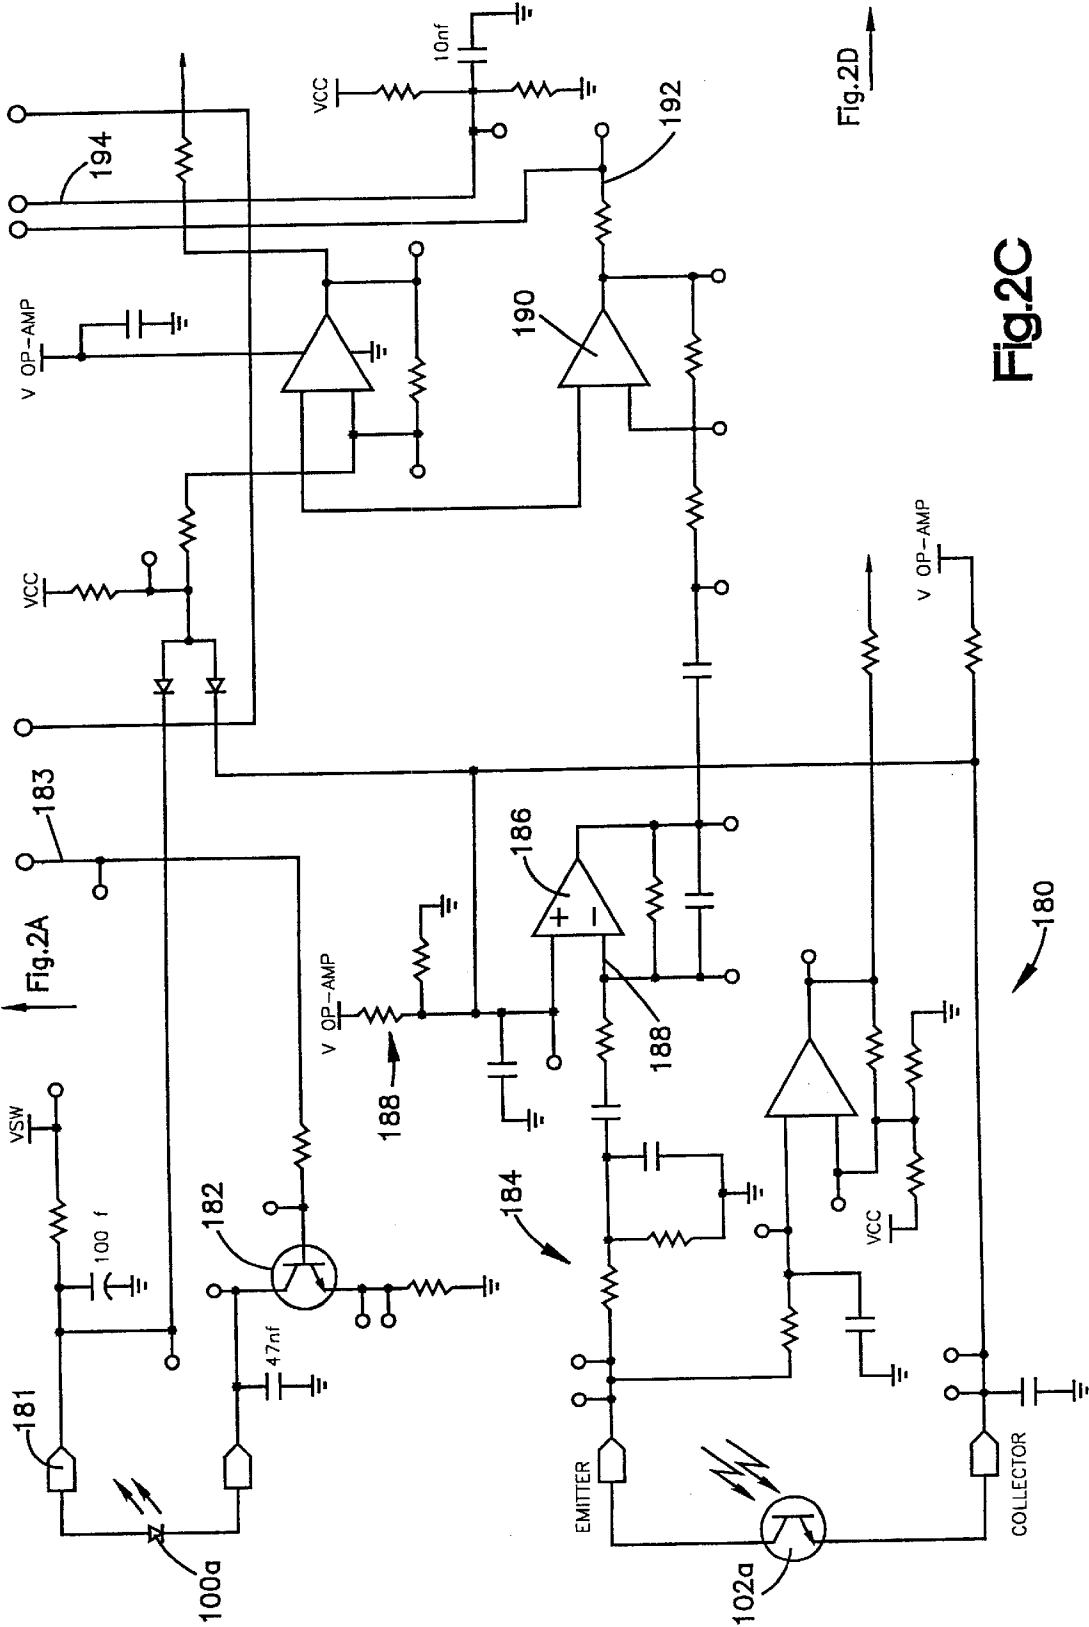 Fig.2A
183
194
V OP-AMP
VCC
VCC
10nf
192
Fig.2D
190
Fig.2C
VSW
181
100 f
182
47nf
100a
V OP-AMP
188
186
188
184
VCC
V OP-AMP
180
EMITTER
102a
COLLECTOR
+
−